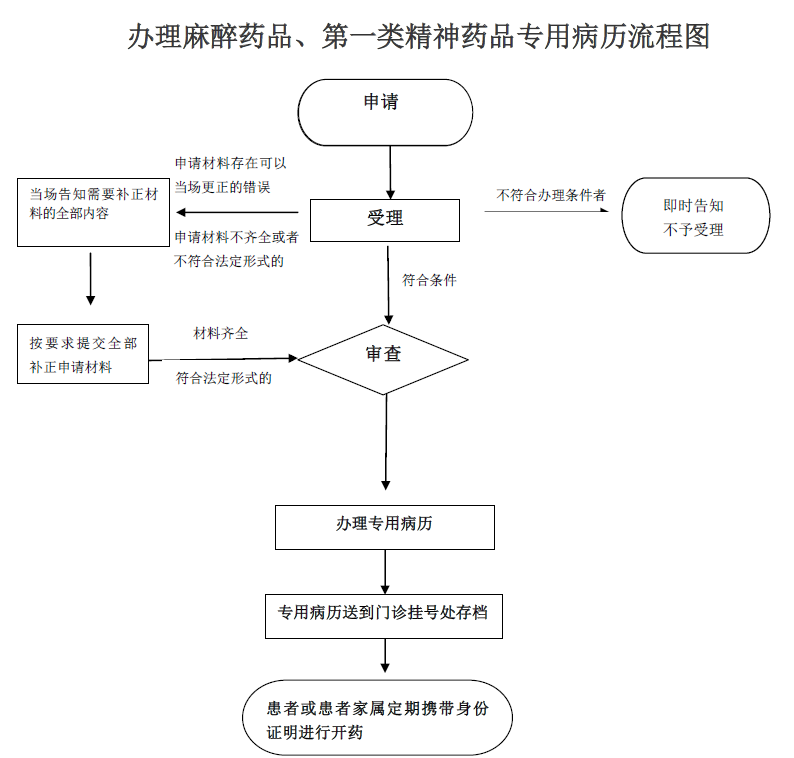 办理麻醉药品、第一类精神药品专用病历流程图
申请
申请材料存在可以
当场更正的错误
当场告知需要补正材
料的全部内容
受理
不符合办理条件者
即时告知
不予受理
申请材料不齐全或者
不符合法定形式的
符合条件
按要求提交全部
补正申请材料
材料齐全
符合法定形式的
审查
办理专用病历
专用病历送到门诊挂号处存档
患者或患者家属定期携带身份
证明进行开药